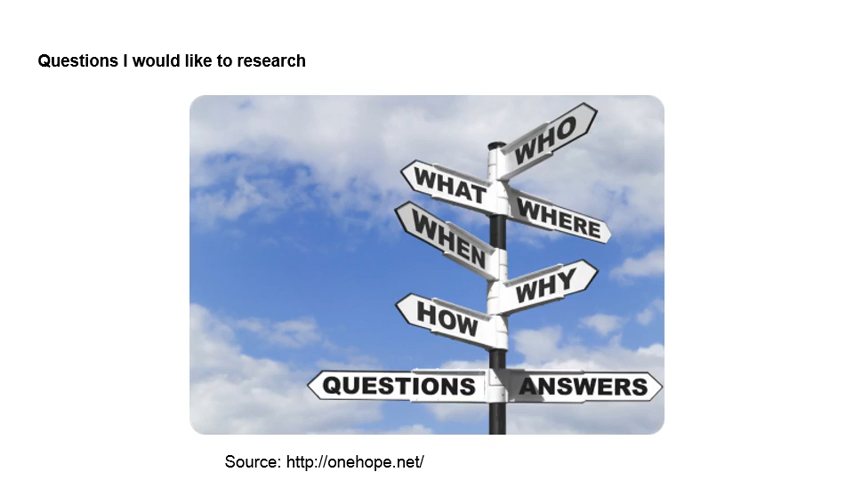 Questions I would like to research
WHO
WHAT
WHERE
WHEN
WHY
HOW
QUESTIONS
ANSWERS
Source: http://onehope.net/